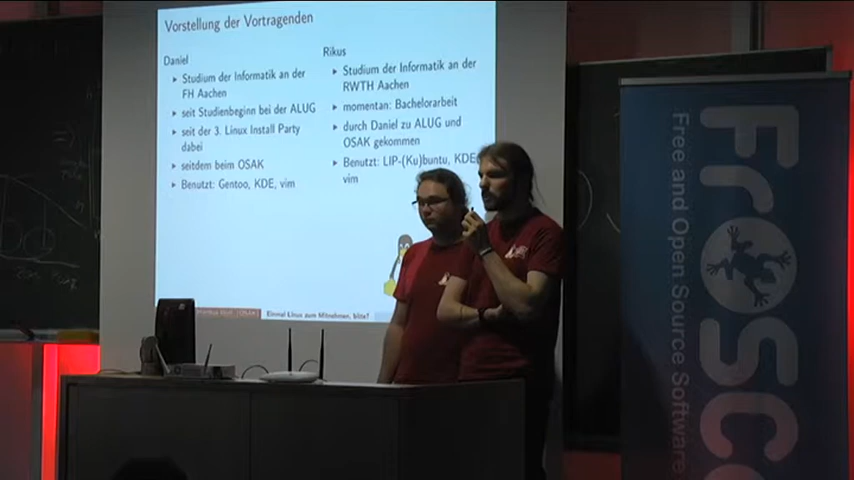 Vorstellung der Vortragenden
Daniel
▶ Studium der Informatik an der
FH Aachen
▶ seit Studienbeginn bei der ALUG
▶ seit der 3. Linux Install Party
dabei
▶ seitdem beim OSAK
▶ Benutzt: Gentoo, KDE, vim
Rikus
▶ Studium der Informatik an der
RWTH Aachen
▶ momentan: Bachelorarbeit
▶ durch Daniel zu ALUG und
OSAK gekommen
▶ Benutzt: LIP-(Ku)buntu, KDE,
vim
Einmal Linux zum Mitnehmen, bitte!
Free and Open Source Software
FrOSC